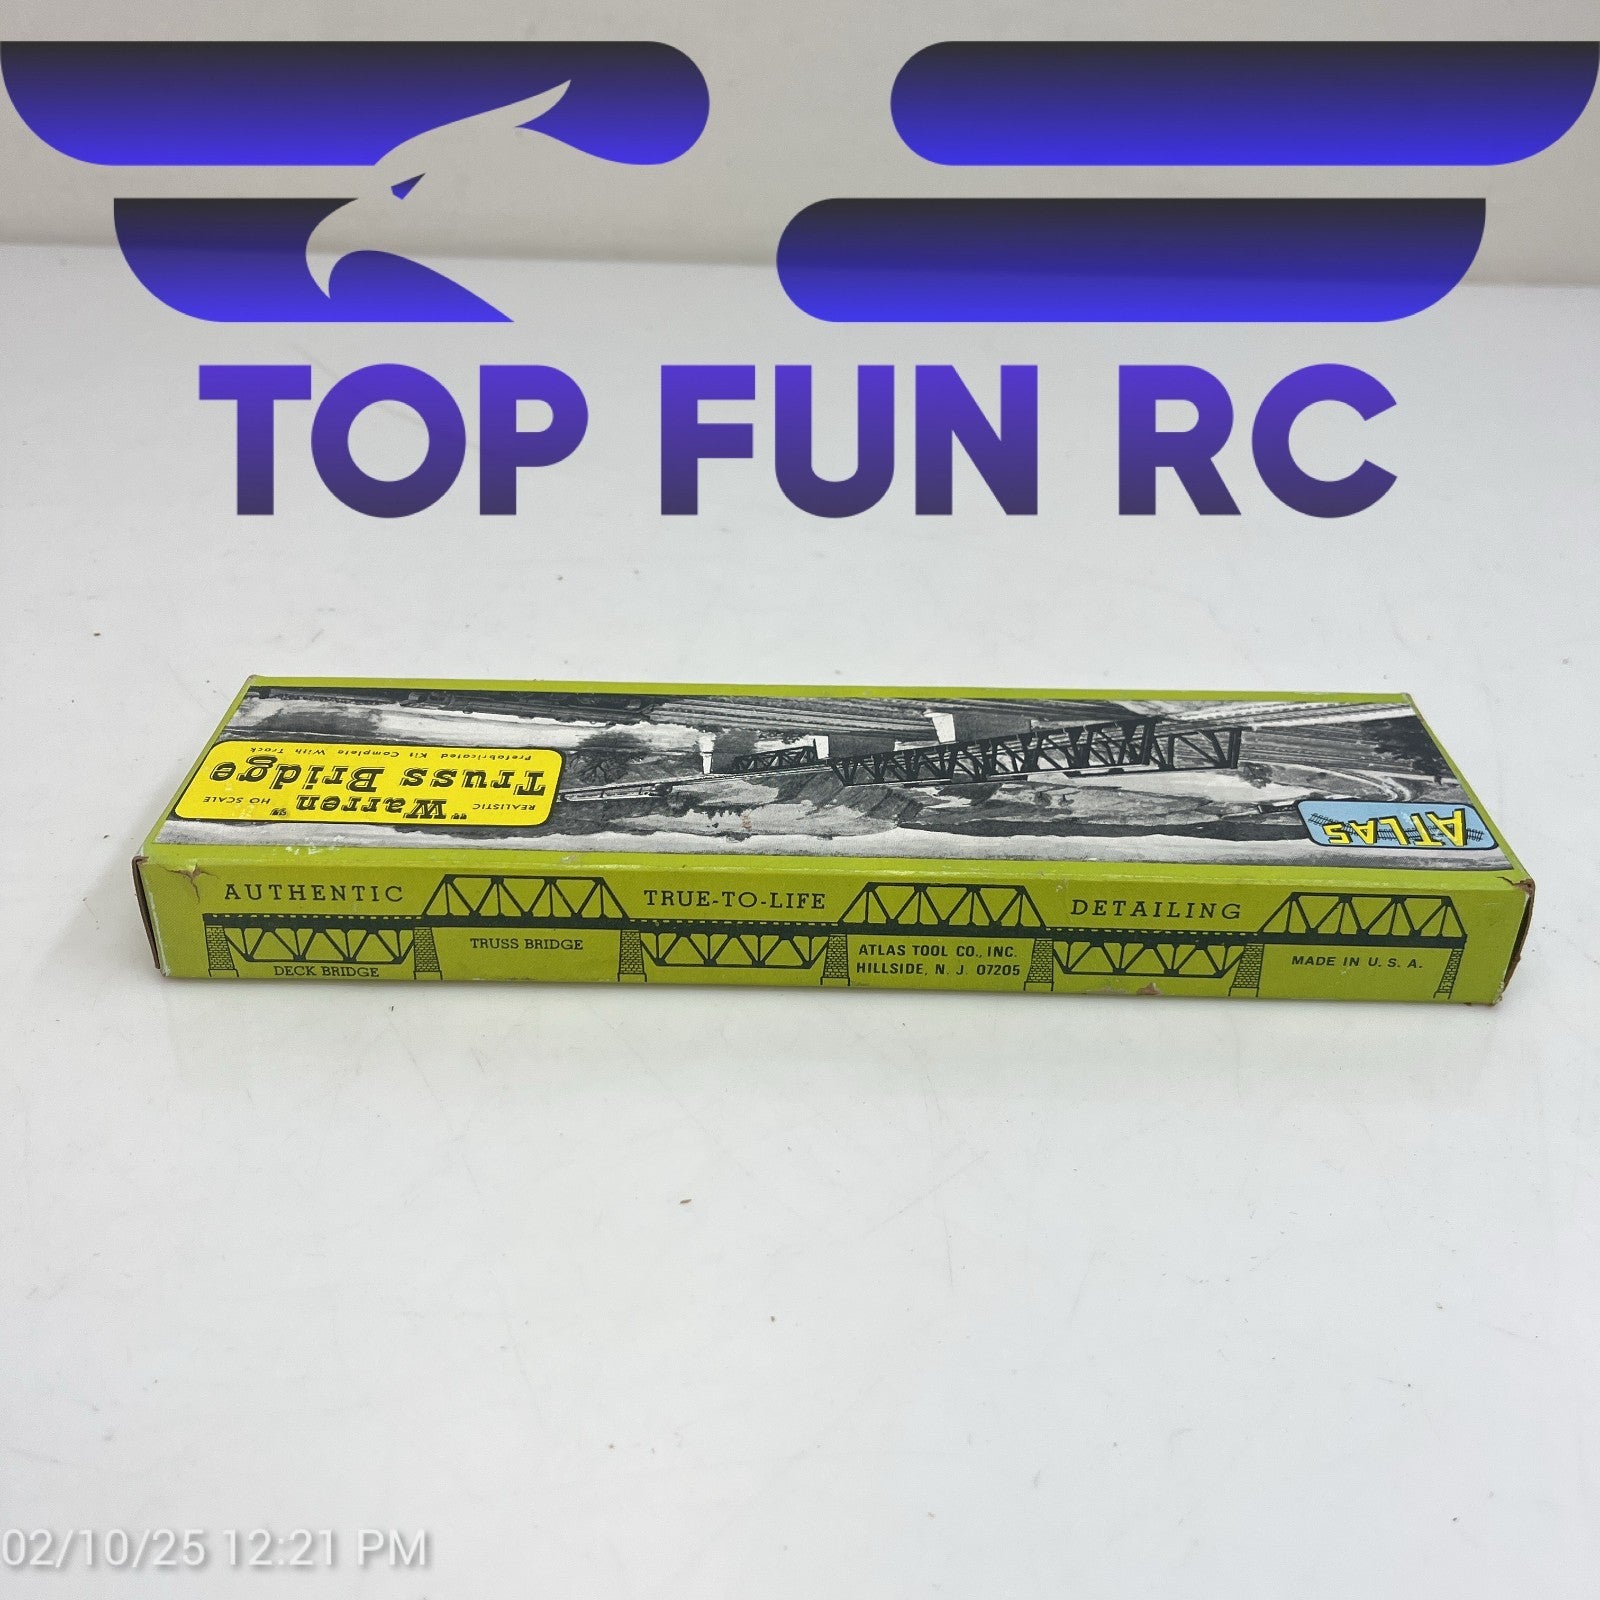 TOP FUN RC
REALISTIC HO SCALE
"Warren"
Truss Bridge
Prefabricated Kit Complete With Track
ATLAS
AUTHENTIC TRUE-TO-LIFE DETAILING
DECK BRIDGE
TRUSS BRIDGE
ATLAS TOOL CO., INC.
HILLSIDE, N. J. 07205
MADE IN U. S. A.
02/10/25 12:21 PM